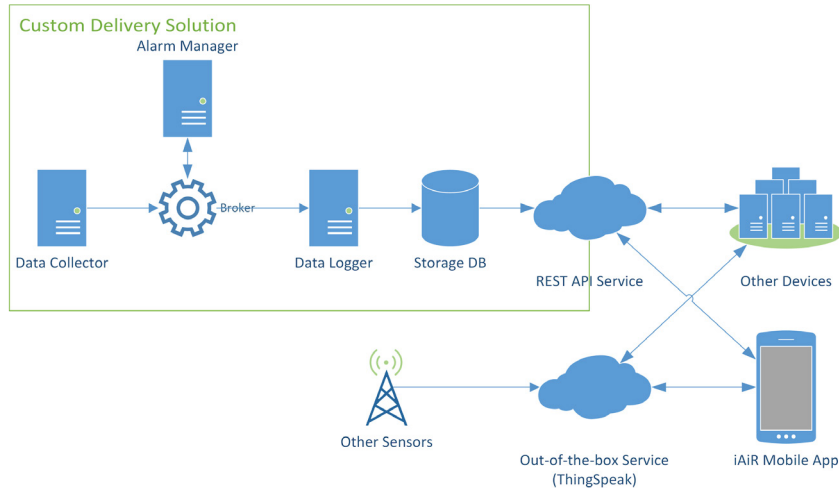 Custom Delivery Solution
Alarm Manager
Broker
Data Collector
Data Logger
Storage DB
REST API Service
Other Devices
Other Sensors
Out-of-the-box Service
(ThingSpeak)
iAiR Mobile App